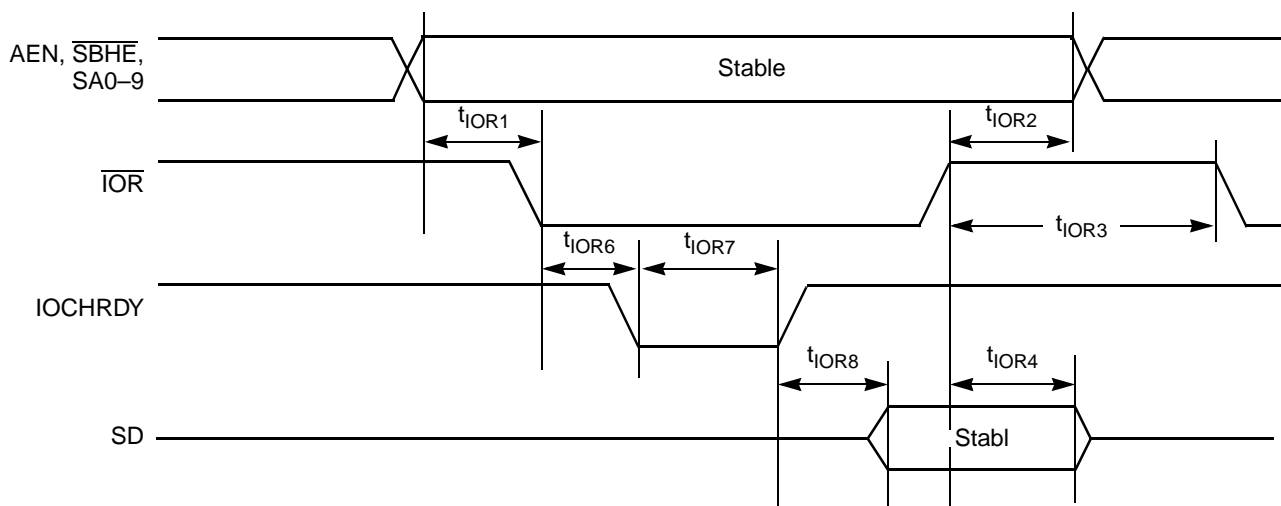 AEN, SBHE,
SA0–9
Stable
tIOR1
tIOR2
IOR
tIOR3
tIOR6
tIOR7
IOCHRDY
tIOR8
tIOR4
SD
Stabl